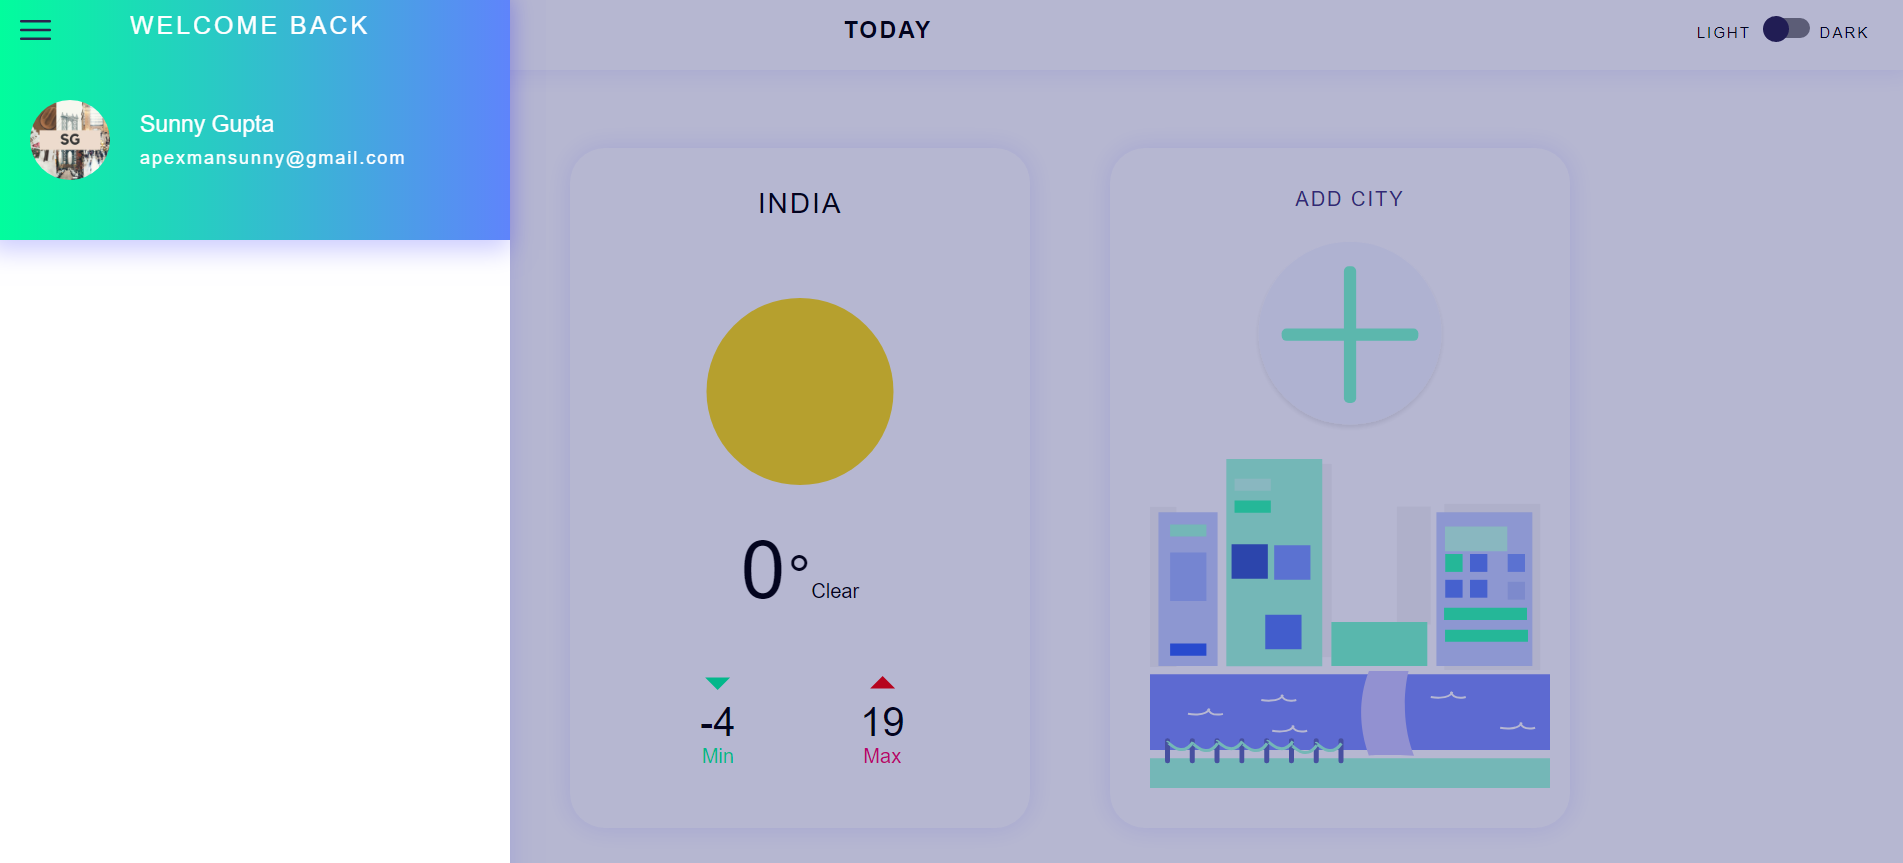 WELCOME BACK
SG
Sunny Gupta
apexmansunny@gmail.com
TODAY
LIGHT DARK
INDIA
0° Clear
-4
Min
19
Max
ADD CITY